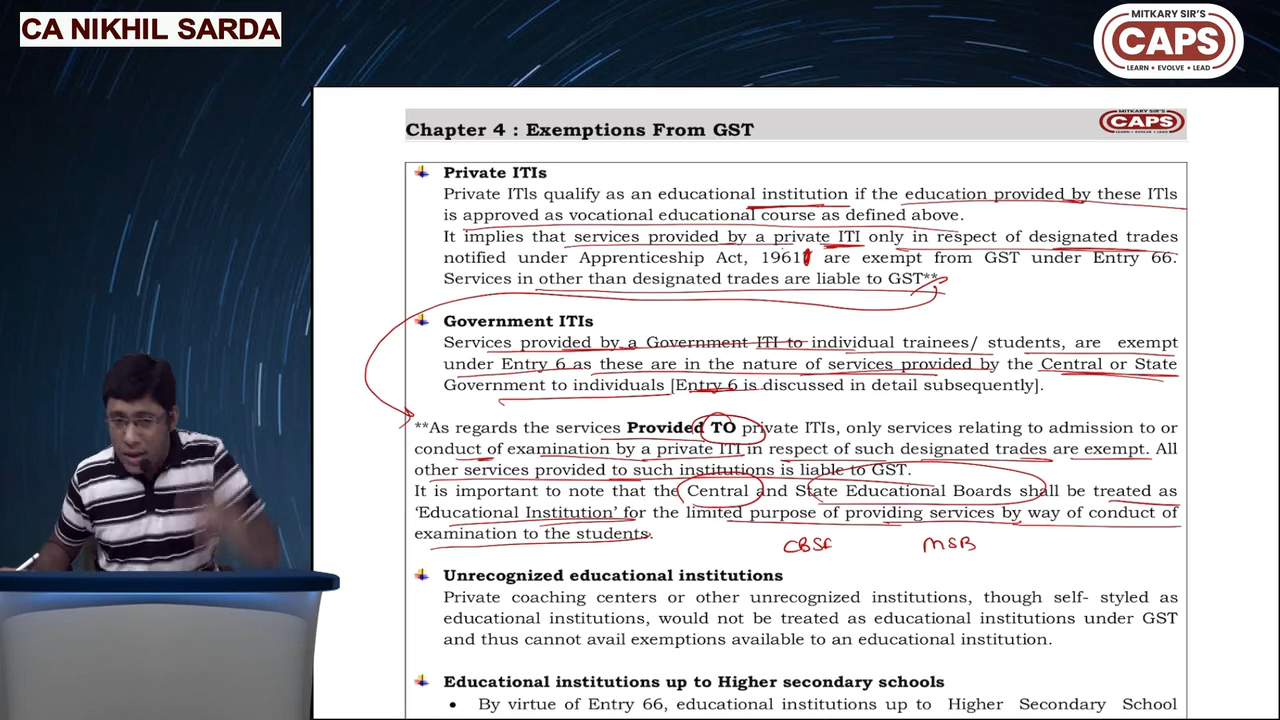 CA NIKHIL SARDA
MITKARY SIR'S
CAPS
LEARN • EVOLVE • LEAD
Chapter 4 : Exemptions From GST
MITKARY SIR'S
CAPS
LEARN • EVOLVE • LEAD
Private ITIs
Private ITIs qualify as an educational institution if the education provided by these ITIs
is approved as vocational educational course as defined above.
It implies that services provided by a private ITI only in respect of designated trades
notified under Apprenticeship Act, 1961 are exempt from GST under Entry 66.
Services in other than designated trades are liable to GST**
Government ITIs
Services provided by a Government ITI to individual trainees/ students, are exempt
under Entry 6 as these are in the nature of services provided by the Central or State
Government to individuals [Entry 6 is discussed in detail subsequently].
**As regards the services Provided TO private ITIs, only services relating to admission to or
conduct of examination by a private ITI in respect of such designated trades are exempt. All
other services provided to such institutions is liable to GST.
It is important to note that the Central and State Educational Boards shall be treated as
‘Educational Institution’ for the limited purpose of providing services by way of conduct of
examination to the students.
CBSE MSB
Unrecognized educational institutions
Private coaching centers or other unrecognized institutions, though self- styled as
educational institutions, would not be treated as educational institutions under GST
and thus cannot avail exemptions available to an educational institution.
Educational institutions up to Higher secondary schools
• By virtue of Entry 66, educational institutions up to Higher Secondary School